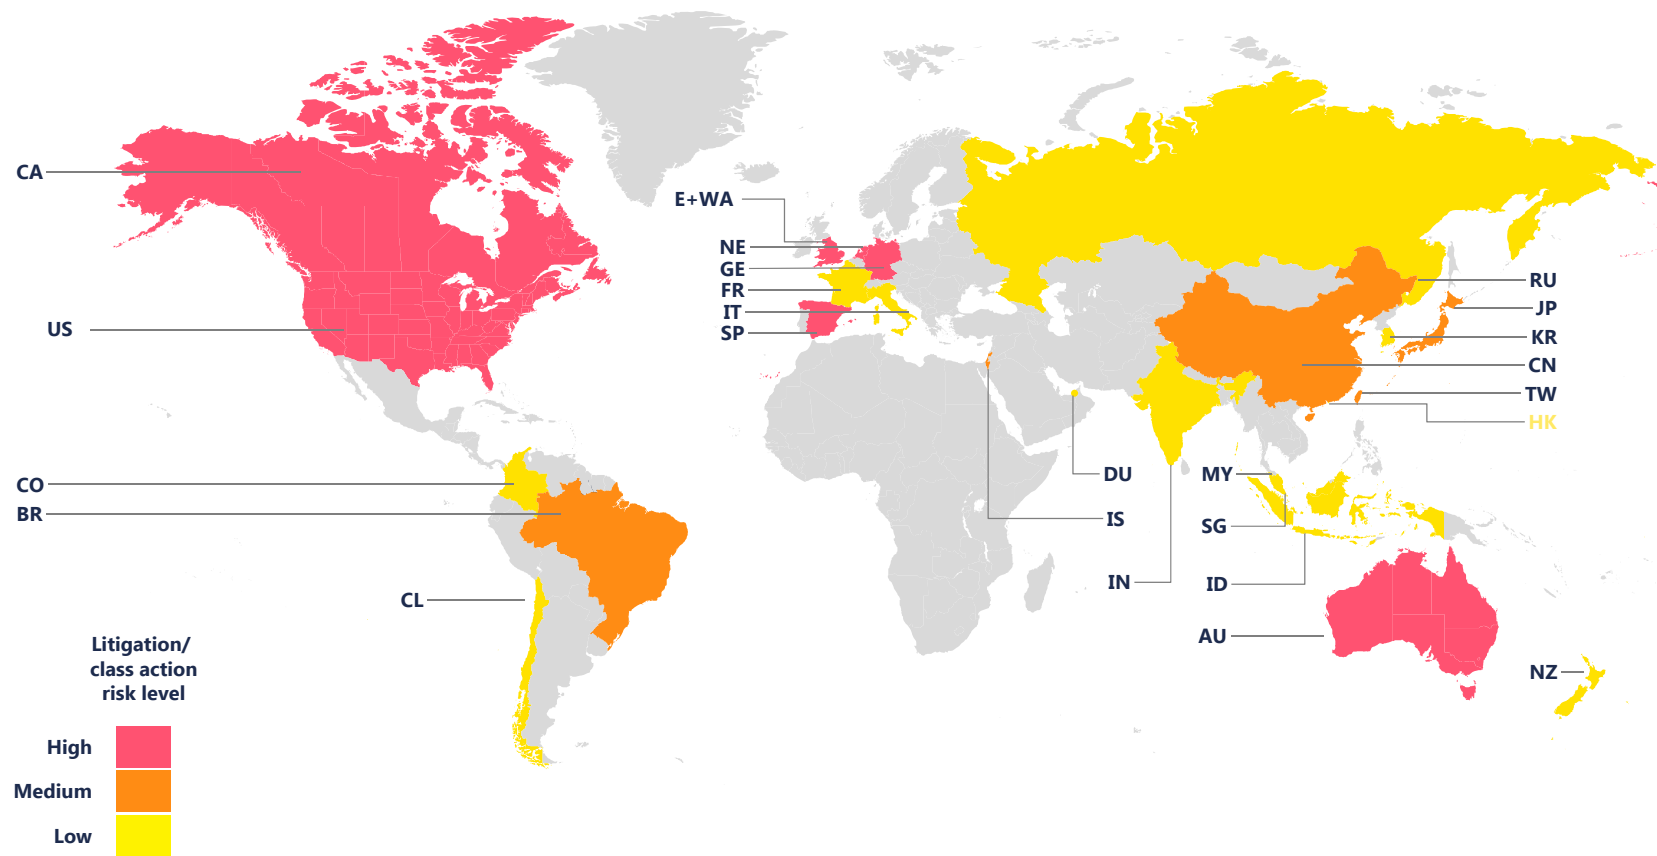 CA
E+WA
NE
GE
FR
IT
SP
US
RU
JP
KR
CN
TW
HK
CO
BR
DU
MY
IS
SG
IN
ID
CL
AU
NZ
Litigation/
class action
risk level
High
Medium
Low